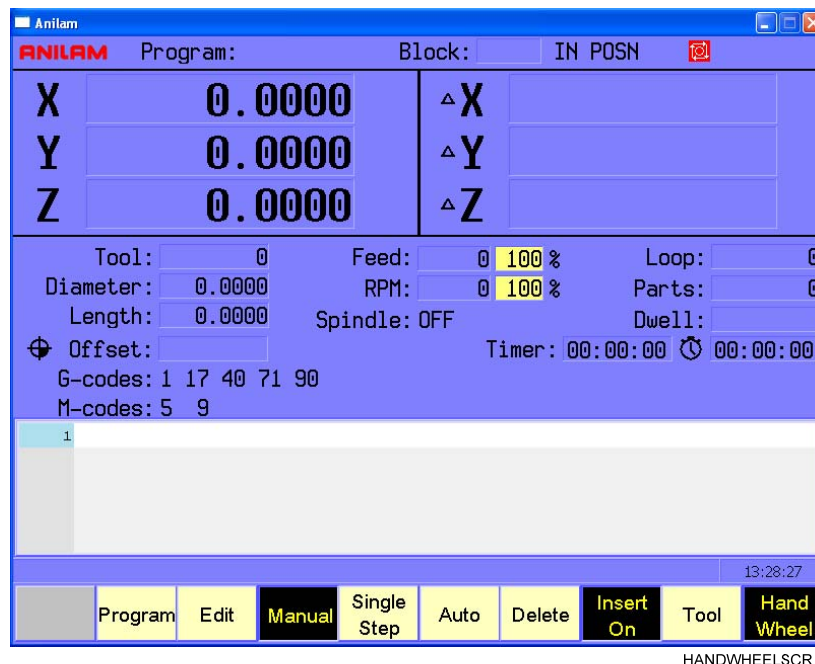 Anilam
ANILAM Program: Block: IN POSN
X 0.0000 △X
Y 0.0000 △Y
Z 0.0000 △Z
Tool: 0 Feed: 0 100 % Loop: 0
Diameter: 0.0000 RPM: 0 100 % Parts: 0
Length: 0.0000 Spindle: OFF Dwell:
Offset: Timer: 00:00:00 00:00:00
G-codes: 1 17 40 71 90
M-codes: 5 9
1
13:28:27
Program Edit Manual Single Step Auto Delete Insert On Tool Hand Wheel
HANDWHEELSCR